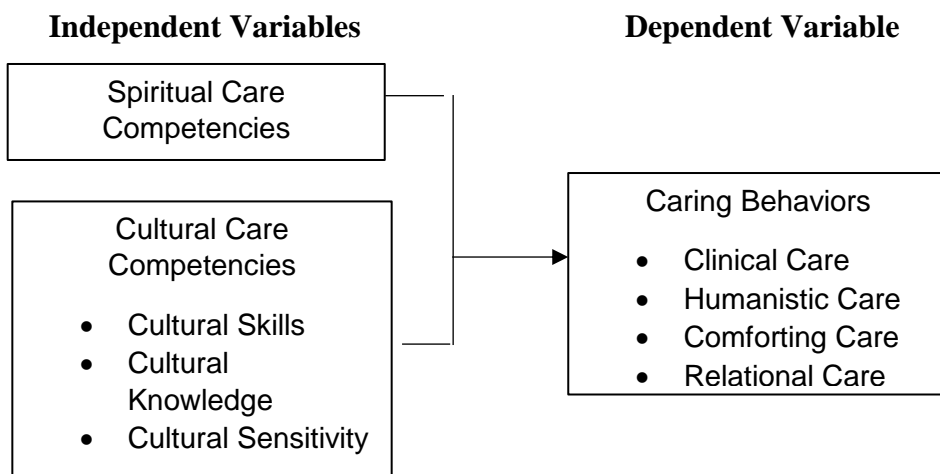 Independent Variables
Dependent Variable
Spiritual Care
Competencies
Cultural Care
Competencies
• Cultural Skills
• Cultural
Knowledge
• Cultural Sensitivity
Caring Behaviors
• Clinical Care
• Humanistic Care
• Comforting Care
• Relational Care